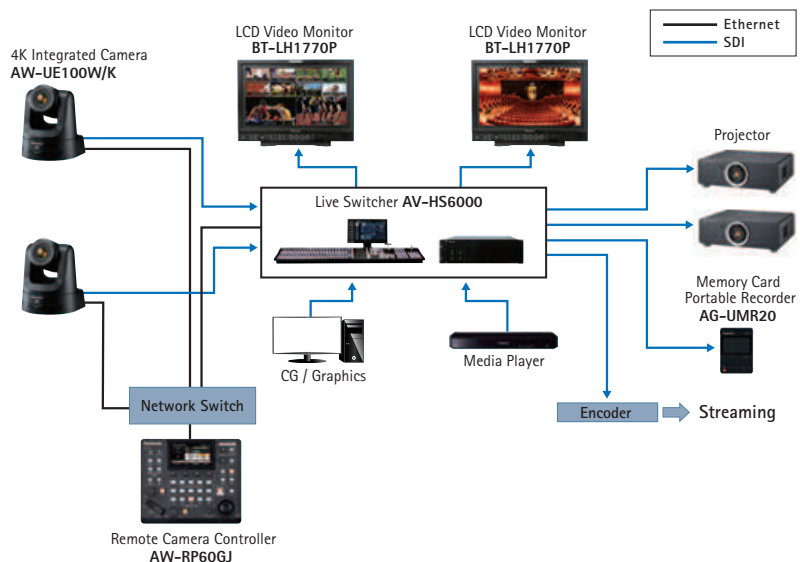 Ethernet
SDI
4K Integrated Camera
AW-UE100W/K
LCD Video Monitor
BT-LH1770P
LCD Video Monitor
BT-LH1770P
Projector
Live Switcher AV-HS6000
Memory Card
Portable Recorder
AG-UMR20
CG / Graphics
Media Player
Network Switch
Encoder
Streaming
Remote Camera Controller
AW-RP60GJ